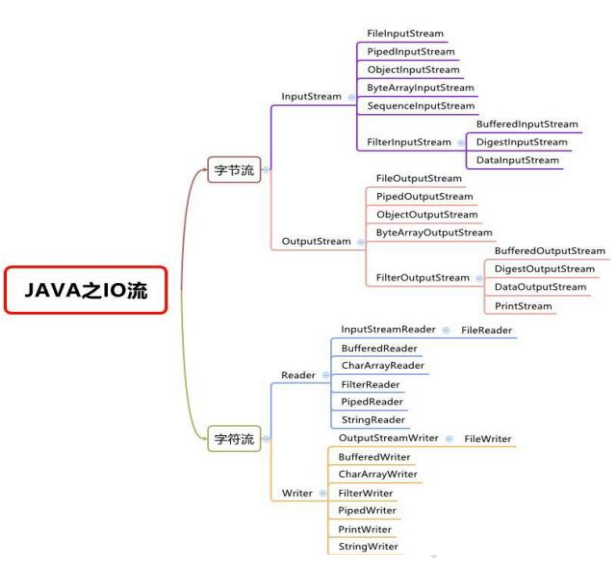 JAVA之IO流
字节流
InputStream
FileInputStream
PipedInputStream
ObjectInputStream
ByteArrayInputStream
SequenceInputStream
FilterInputStream
BufferedInputStream
DigestInputStream
DataInputStream
OutputStream
FileOutputStream
PipedOutputStream
ObjectOutputStream
ByteArrayOutputStream
FilterOutputStream
BufferedOutputStream
DigestOutputStream
DataOutputStream
PrintStream
字符流
Reader
InputStreamReader FileReader
BufferedReader
CharArrayReader
FilterReader
PipedReader
StringReader
Writer
OutputStreamWriter FileWriter
BufferedWriter
CharArrayWriter
FilterWriter
PipedWriter
PrintWriter
StringWriter